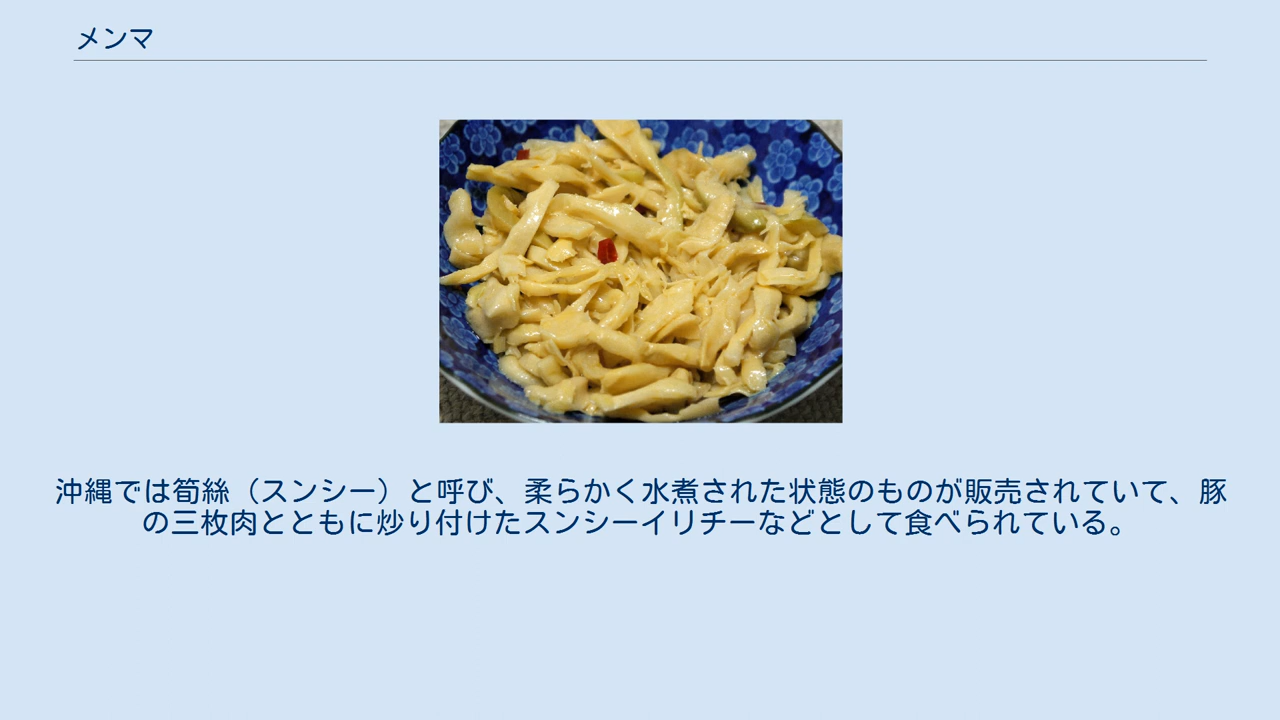 メンマ
沖縄では筍絲（スンシー）と呼び、柔らかく水煮された状態のものが販売されていて、豚
の三枚肉とともに炒り付けたスンシーイリチーなどとして食べられている。